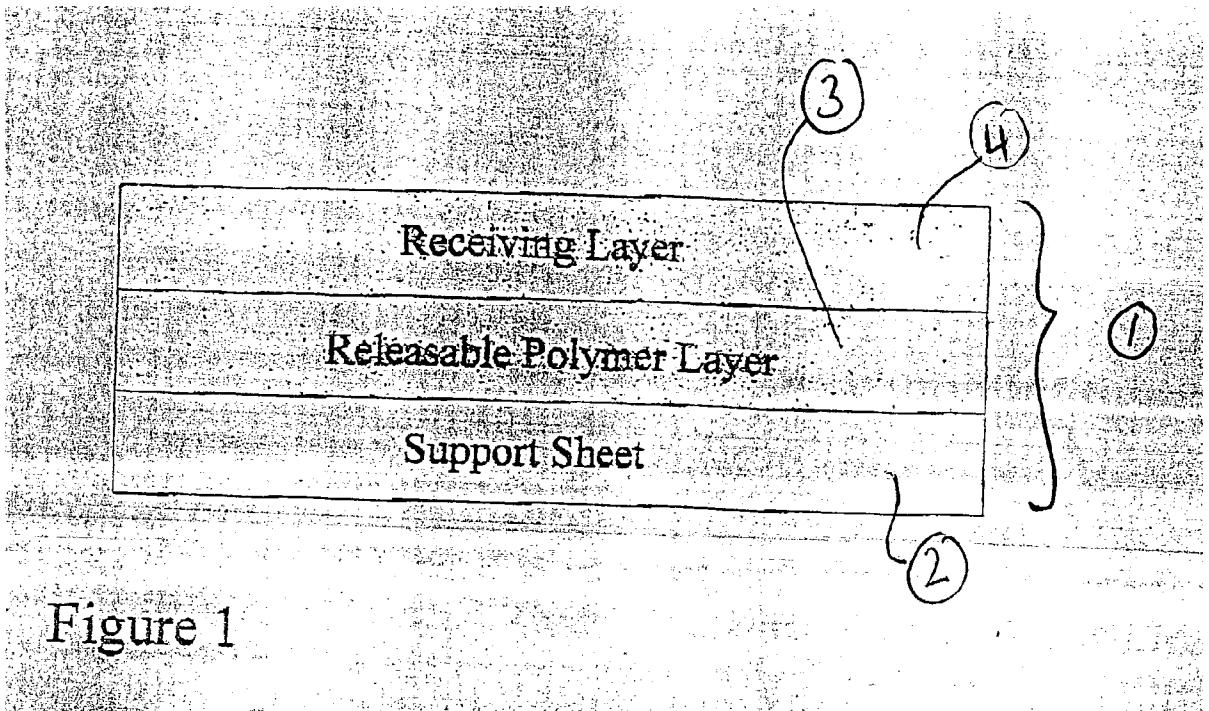 3
4
Receiving Layer
1
Releasable Polymer Layer
Support Sheet
2
Figure 1